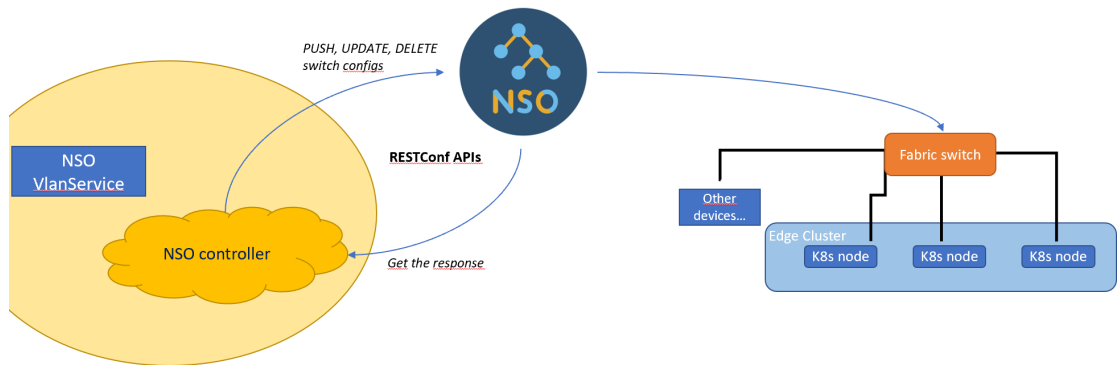 PUSH, UPDATE, DELETE
switch configs
NSO
RESTConf APIs
NSO
VlanService
NSO controller
Get the response
Fabric switch
Other
devices...
Edge Cluster
K8s node
K8s node
K8s node